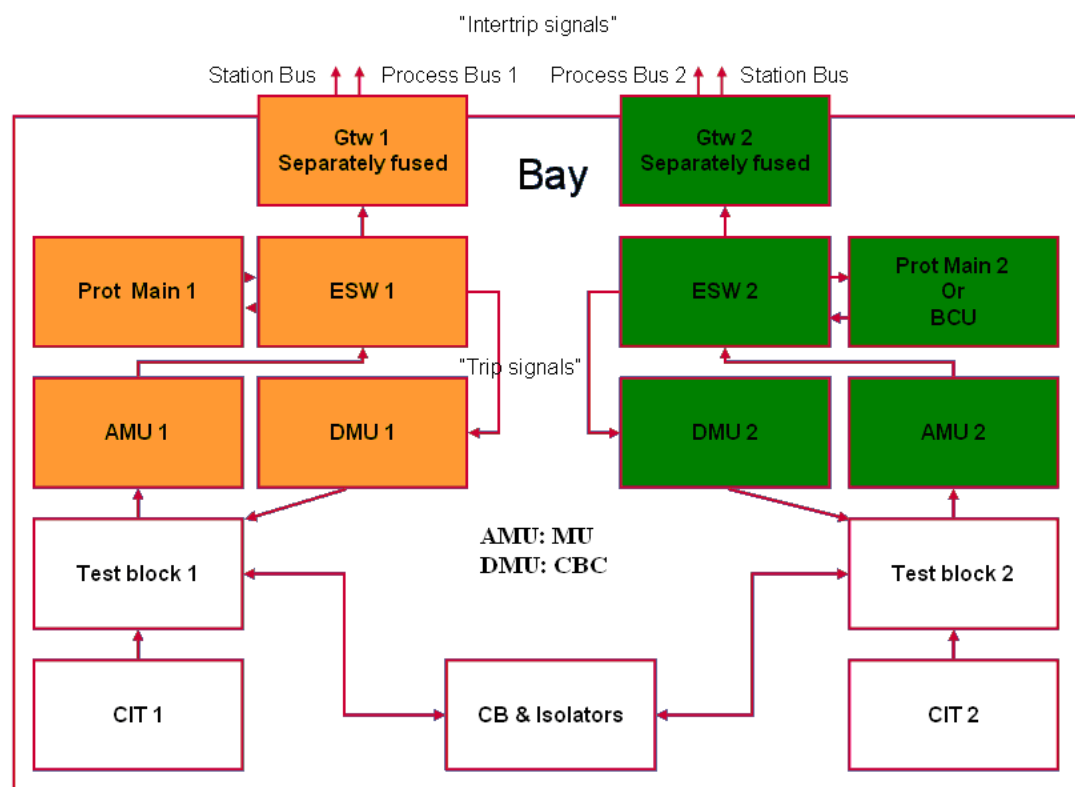 "Intertrip signals"
Station Bus
Process Bus 1
Process Bus 2
Station Bus
Gtw 1
Separately fused
Bay
Gtw 2
Separately fused
Prot Main 1
ESW 1
ESW 2
Prot Main 2
Or
BCU
"Trip signals"
AMU 1
DMU 1
DMU 2
AMU 2
Test block 1
AMU: MU
DMU: CBC
Test block 2
CIT 1
CB & Isolators
CIT 2